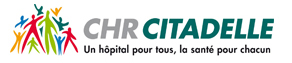 CHR CITADELLE
Un hôpital pour tous, la santé pour chacun